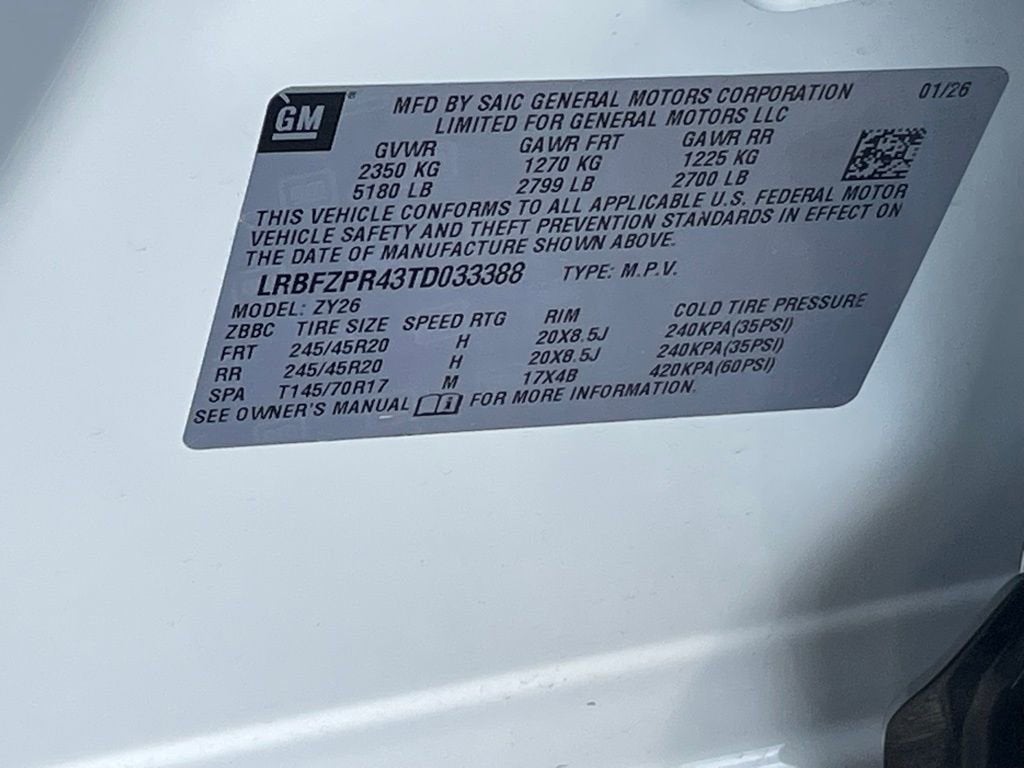 GM® MFD BY SAIC GENERAL MOTORS CORPORATION 01/26
LIMITED FOR GENERAL MOTORS LLC
GVWR GAWR FRT GAWR RR
2350 KG 1270 KG 1225 KG
5180 LB 2799 LB 2700 LB
THIS VEHICLE CONFORMS TO ALL APPLICABLE U.S. FEDERAL MOTOR
VEHICLE SAFETY AND THEFT PREVENTION STANDARDS IN EFFECT ON
THE DATE OF MANUFACTURE SHOWN ABOVE.
LRBFZPR43TD033388 TYPE: M.P.V.
MODEL: ZY26
ZBBC TIRE SIZE SPEED RTG RIM COLD TIRE PRESSURE
FRT 245/45R20 H 20X8.5J 240KPA(35PSI)
RR 245/45R20 H 20X8.5J 240KPA(35PSI)
SPA T145/70R17 M 17X4B 420KPA(60PSI)
SEE OWNER'S MANUAL i FOR MORE INFORMATION.